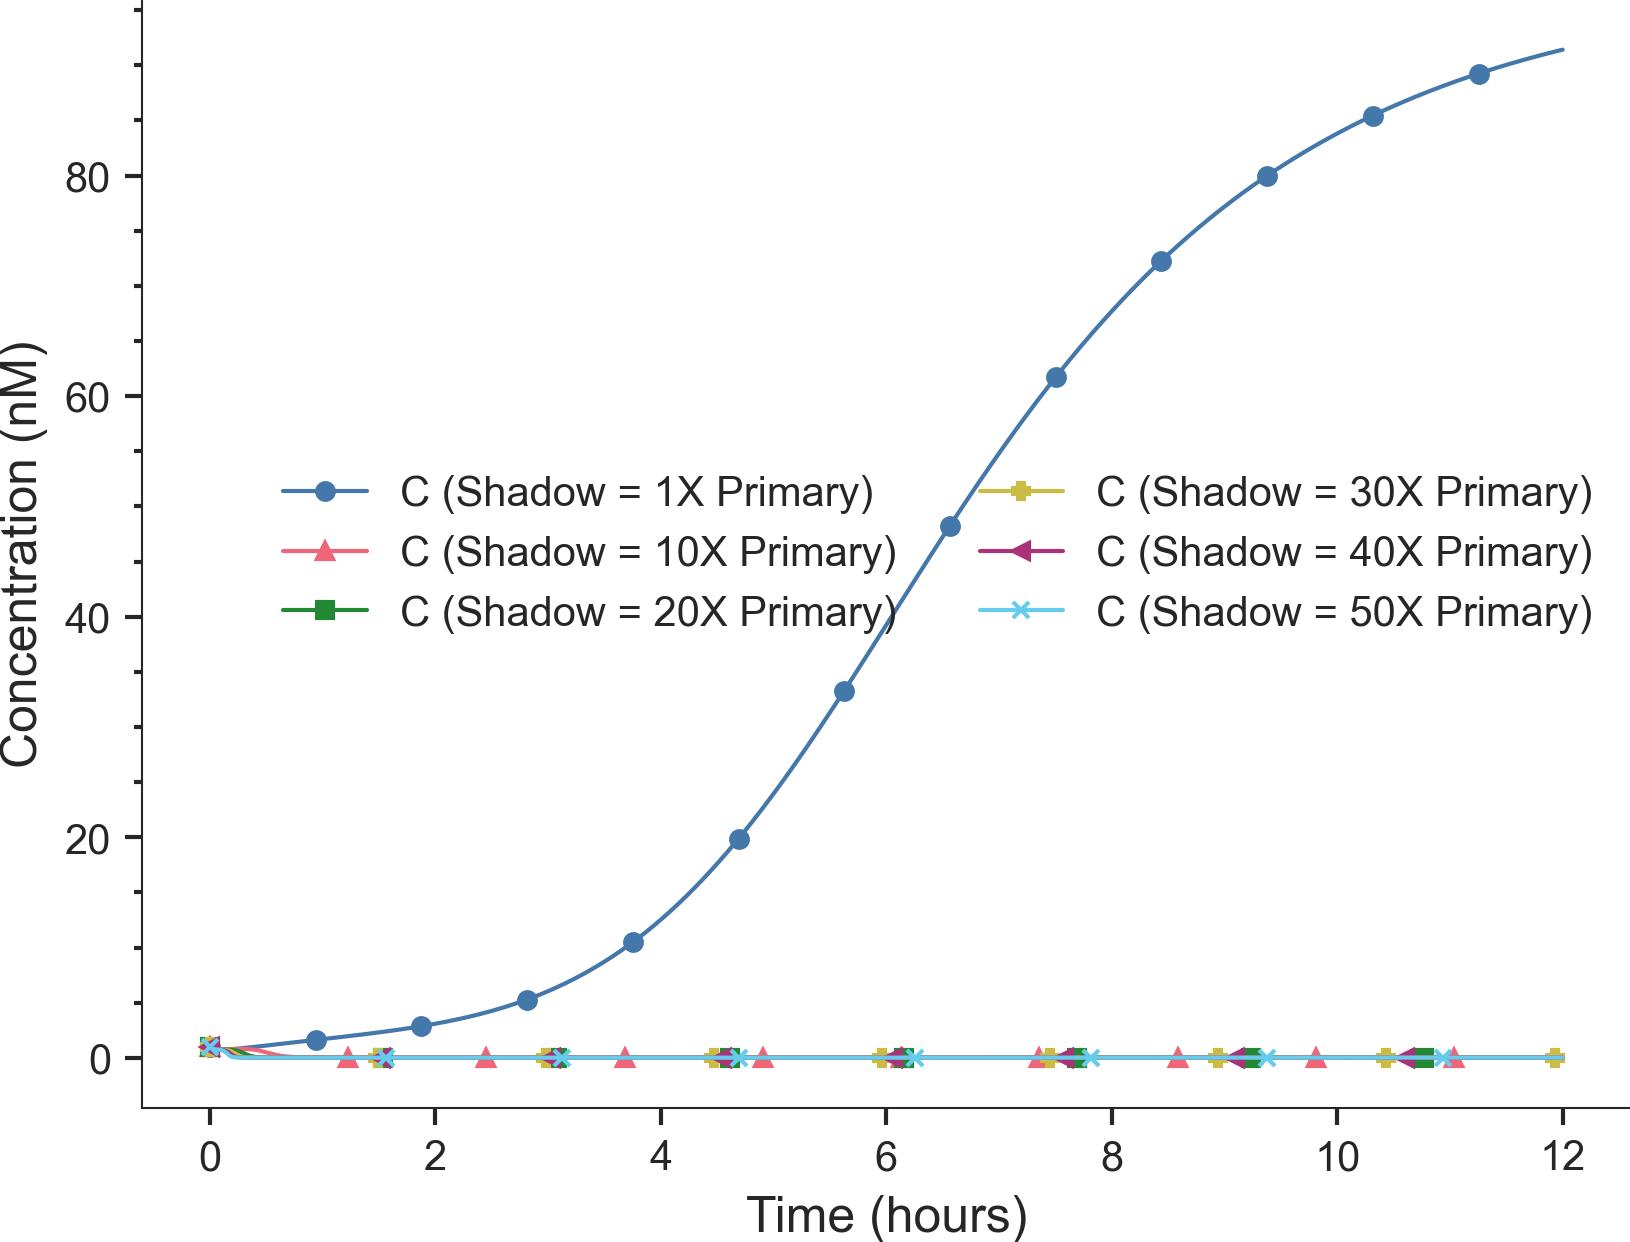 Concentration (nM)
80
60
40
20
0
C (Shadow = 1X Primary)
C (Shadow = 10X Primary)
C (Shadow = 20X Primary)
C (Shadow = 30X Primary)
C (Shadow = 40X Primary)
C (Shadow = 50X Primary)
0 2 4 6 8 10 12
Time (hours)